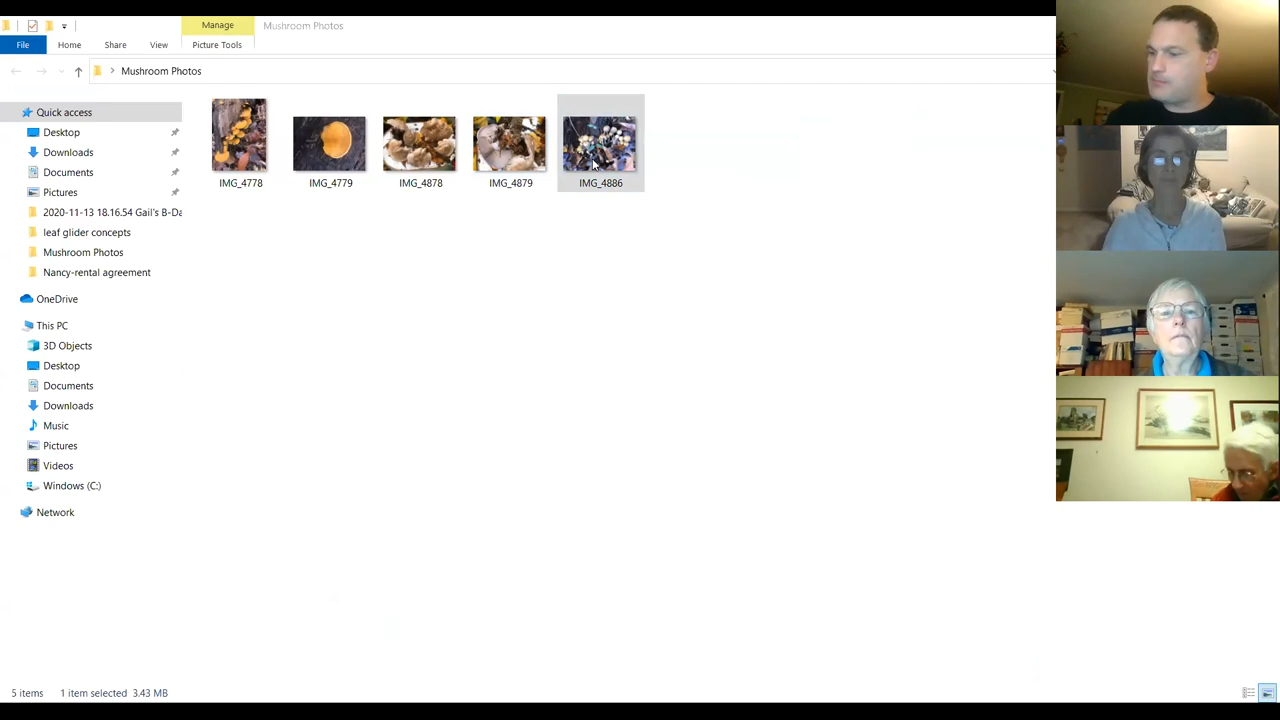 Manage
Mushroom Photos
File
Home
Share
View
Picture Tools
Mushroom Photos
Quick access
Desktop
Downloads
Documents
Pictures
2020-11-13 18.16.54 Gail's B-Da
leaf glider concepts
Mushroom Photos
Nancy-rental agreement
OneDrive
This PC
3D Objects
Desktop
Documents
Downloads
Music
Pictures
Videos
Windows (C:)
Network
IMG_4778
IMG_4779
IMG_4878
IMG_4879
IMG_4886
5 items
1 item selected 3.43 MB